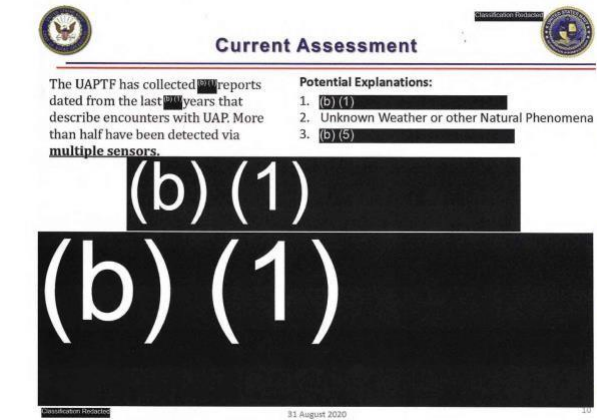 Classification Redacted
Current Assessment
The UAPTF has collected (b)(1) reports
dated from the last (b)(1) years that
describe encounters with UAP. More
than half have been detected via
multiple sensors.
Potential Explanations:
1. (b) (1)
2. Unknown Weather or other Natural Phenomena
3. (b) (5)
(b) (1)
(b) (1)
Classification Redacted
31 August 2020
10